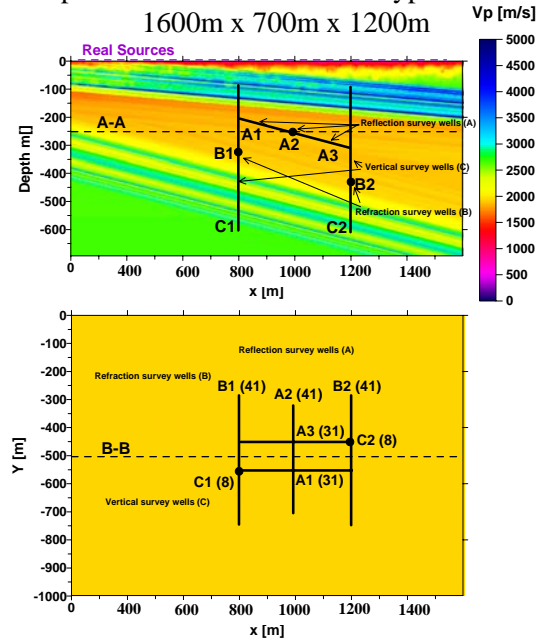 1600m x 700m x 1200m
Vp [m/s]
Real Sources
0
-100
-200
-300
-400
-500
-600
Depth m[]
A-A
A1
A2
A3
B1
B2
C1
C2
Reflection survey wells (A)
Vertical survey wells (C)
Refraction survey wells (B)
0 200 400 600 800 1000 1200 1400
x [m]
5000
4500
4000
3500
3000
2500
2000
1500
1000
500
0
0
-100
-200
-300
-400
-500
-600
-700
-800
-900
-1000
Y [m]
Reflection survey wells (A)
Refraction survey wells (B)
B1 (41)
A2 (41)
B2 (41)
A3 (31)
C2 (8)
B-B
C1 (8)
A1 (31)
Vertical survey wells (C)
0 200 400 600 800 1000 1200 1400
x [m]